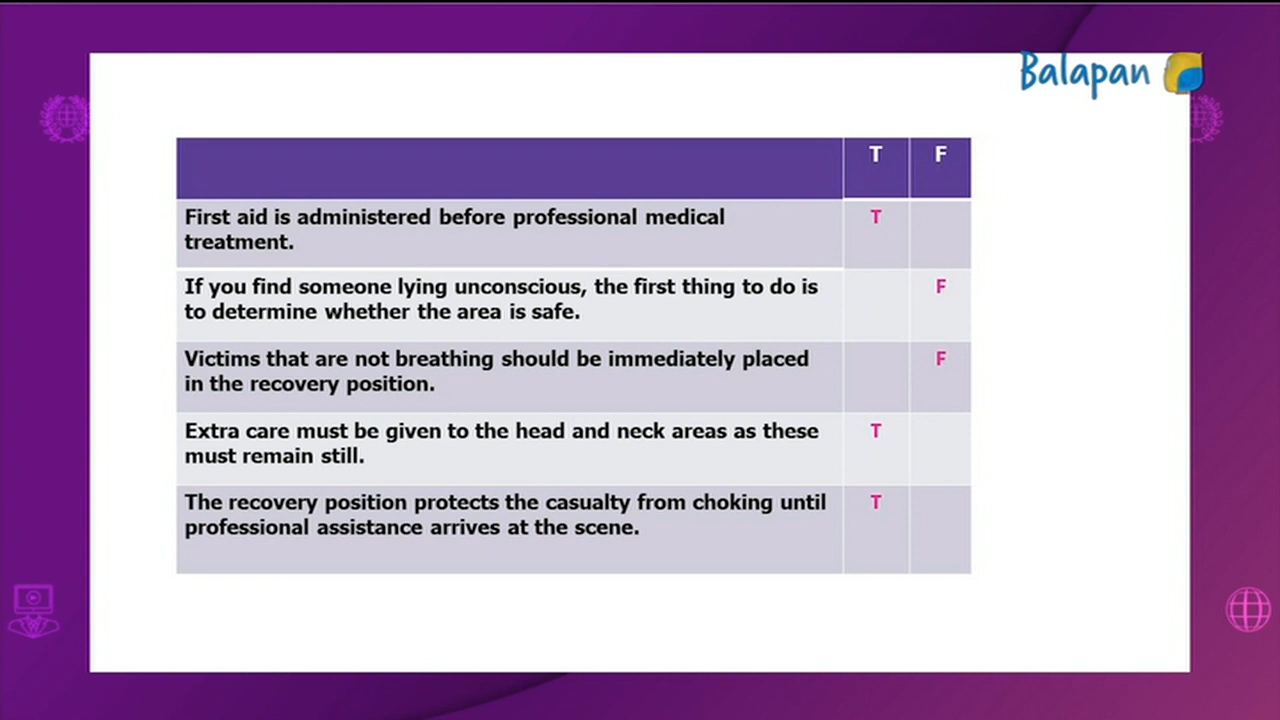 Balapan
T F
First aid is administered before professional medical T
treatment.
If you find someone lying unconscious, the first thing to do is F
to determine whether the area is safe.
Victims that are not breathing should be immediately placed F
in the recovery position.
Extra care must be given to the head and neck areas as these T
must remain still.
The recovery position protects the casualty from choking until T
professional assistance arrives at the scene.